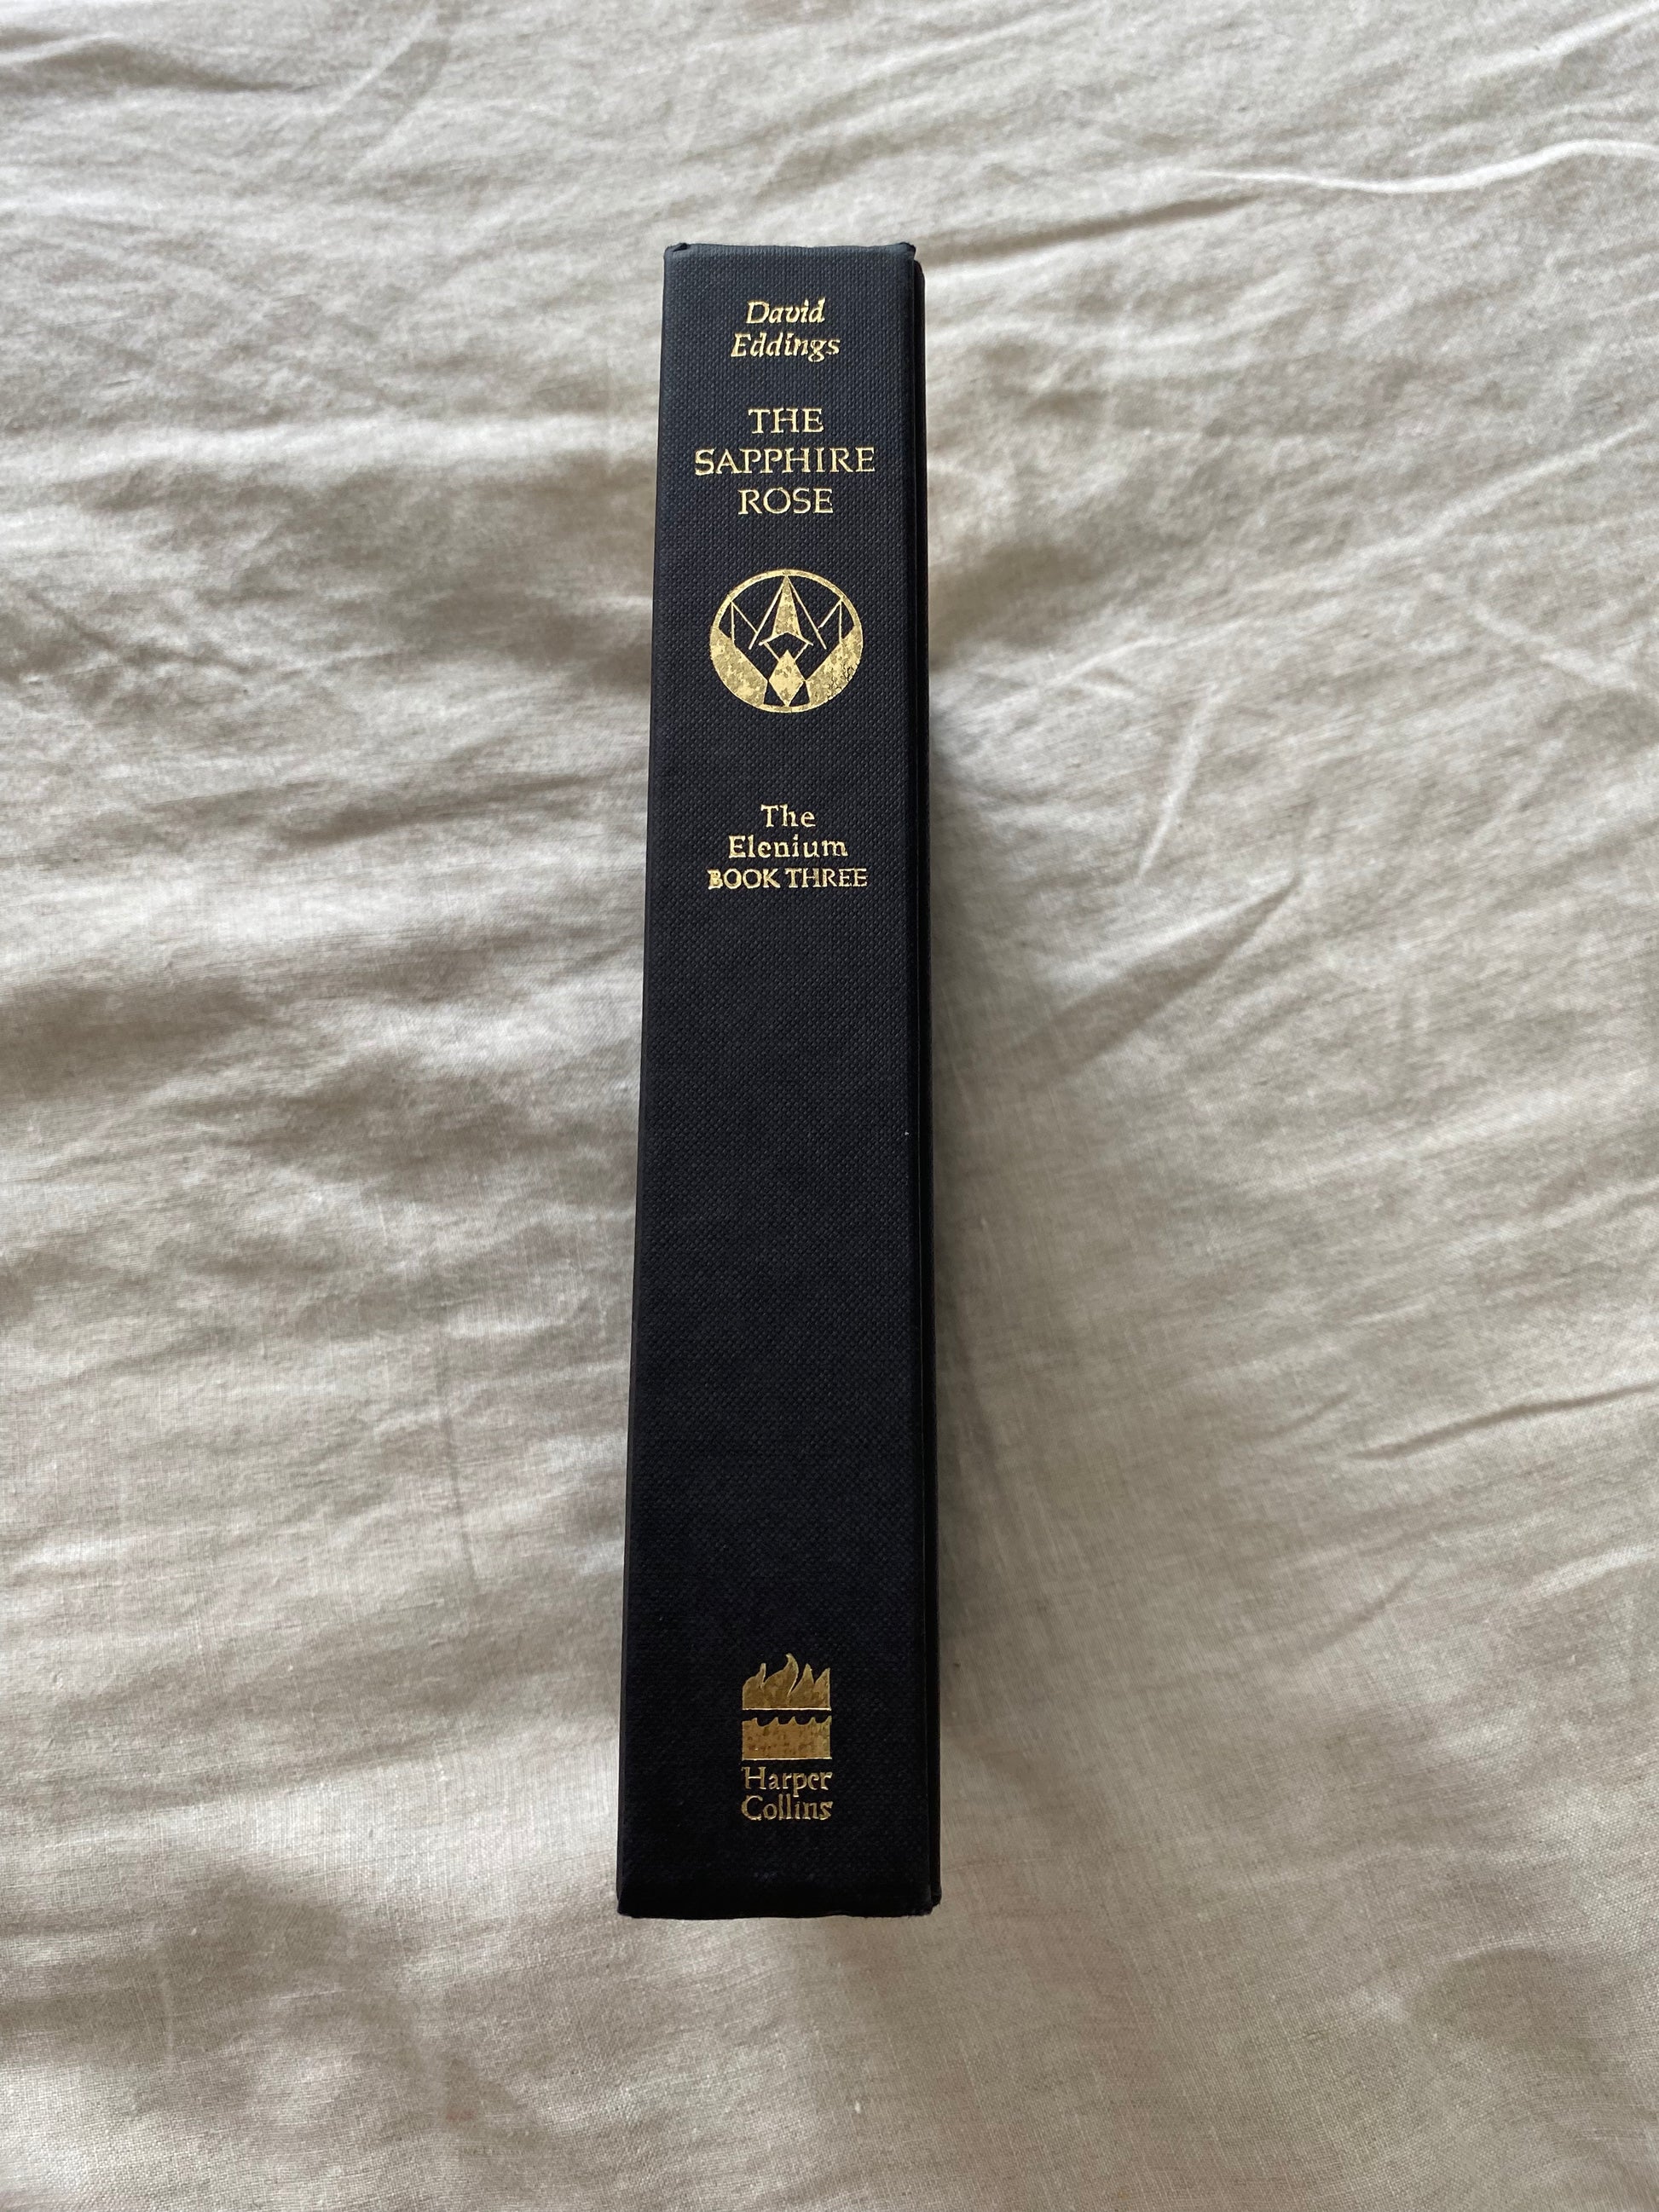 David
Eddings
THE
SAPPHIRE
ROSE
The
Elenium
BOOK THREE
Harper
Collins